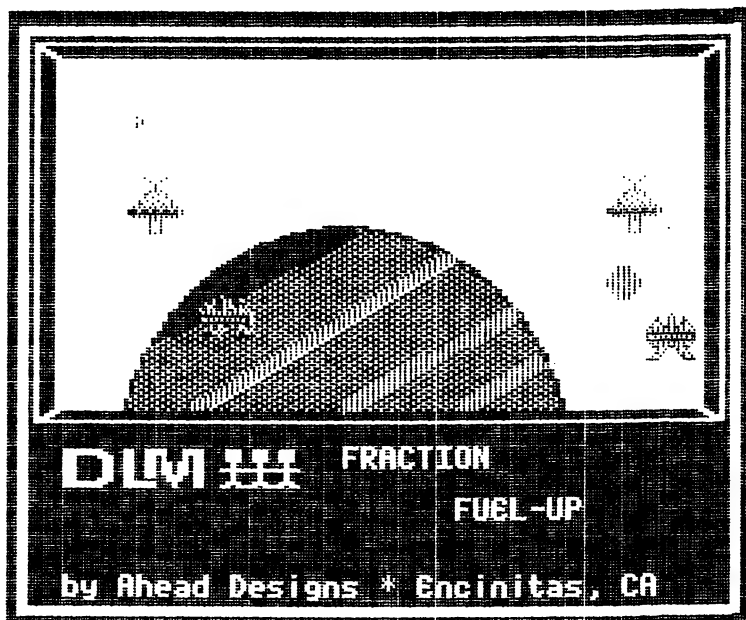 DLM FRACTION
FUEL-UP
by Ahead Designs * Encinitas, CA